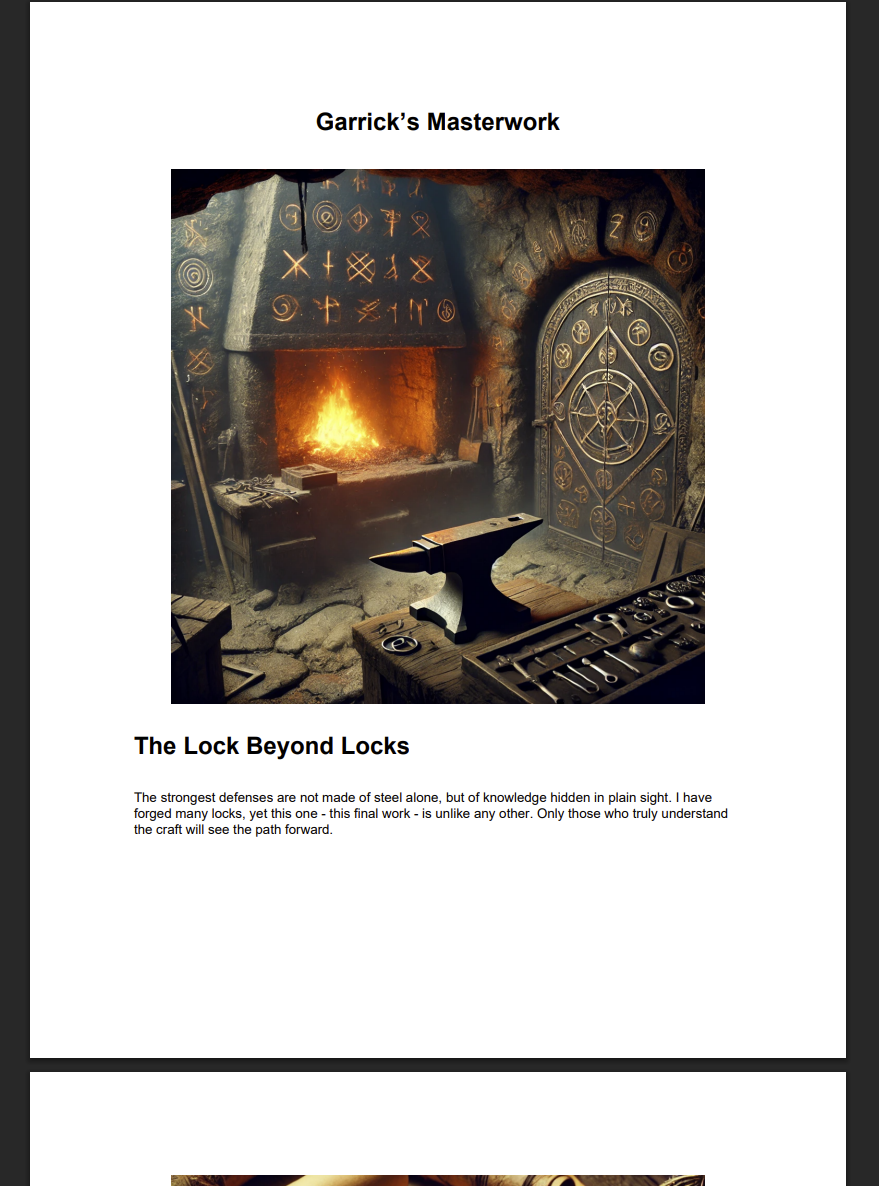 Garrick’s Masterwork
The Lock Beyond Locks
The strongest defenses are not made of steel alone, but of knowledge hidden in plain sight. I have
forged many locks, yet this one - this final work - is unlike any other. Only those who truly understand
the craft will see the path forward.